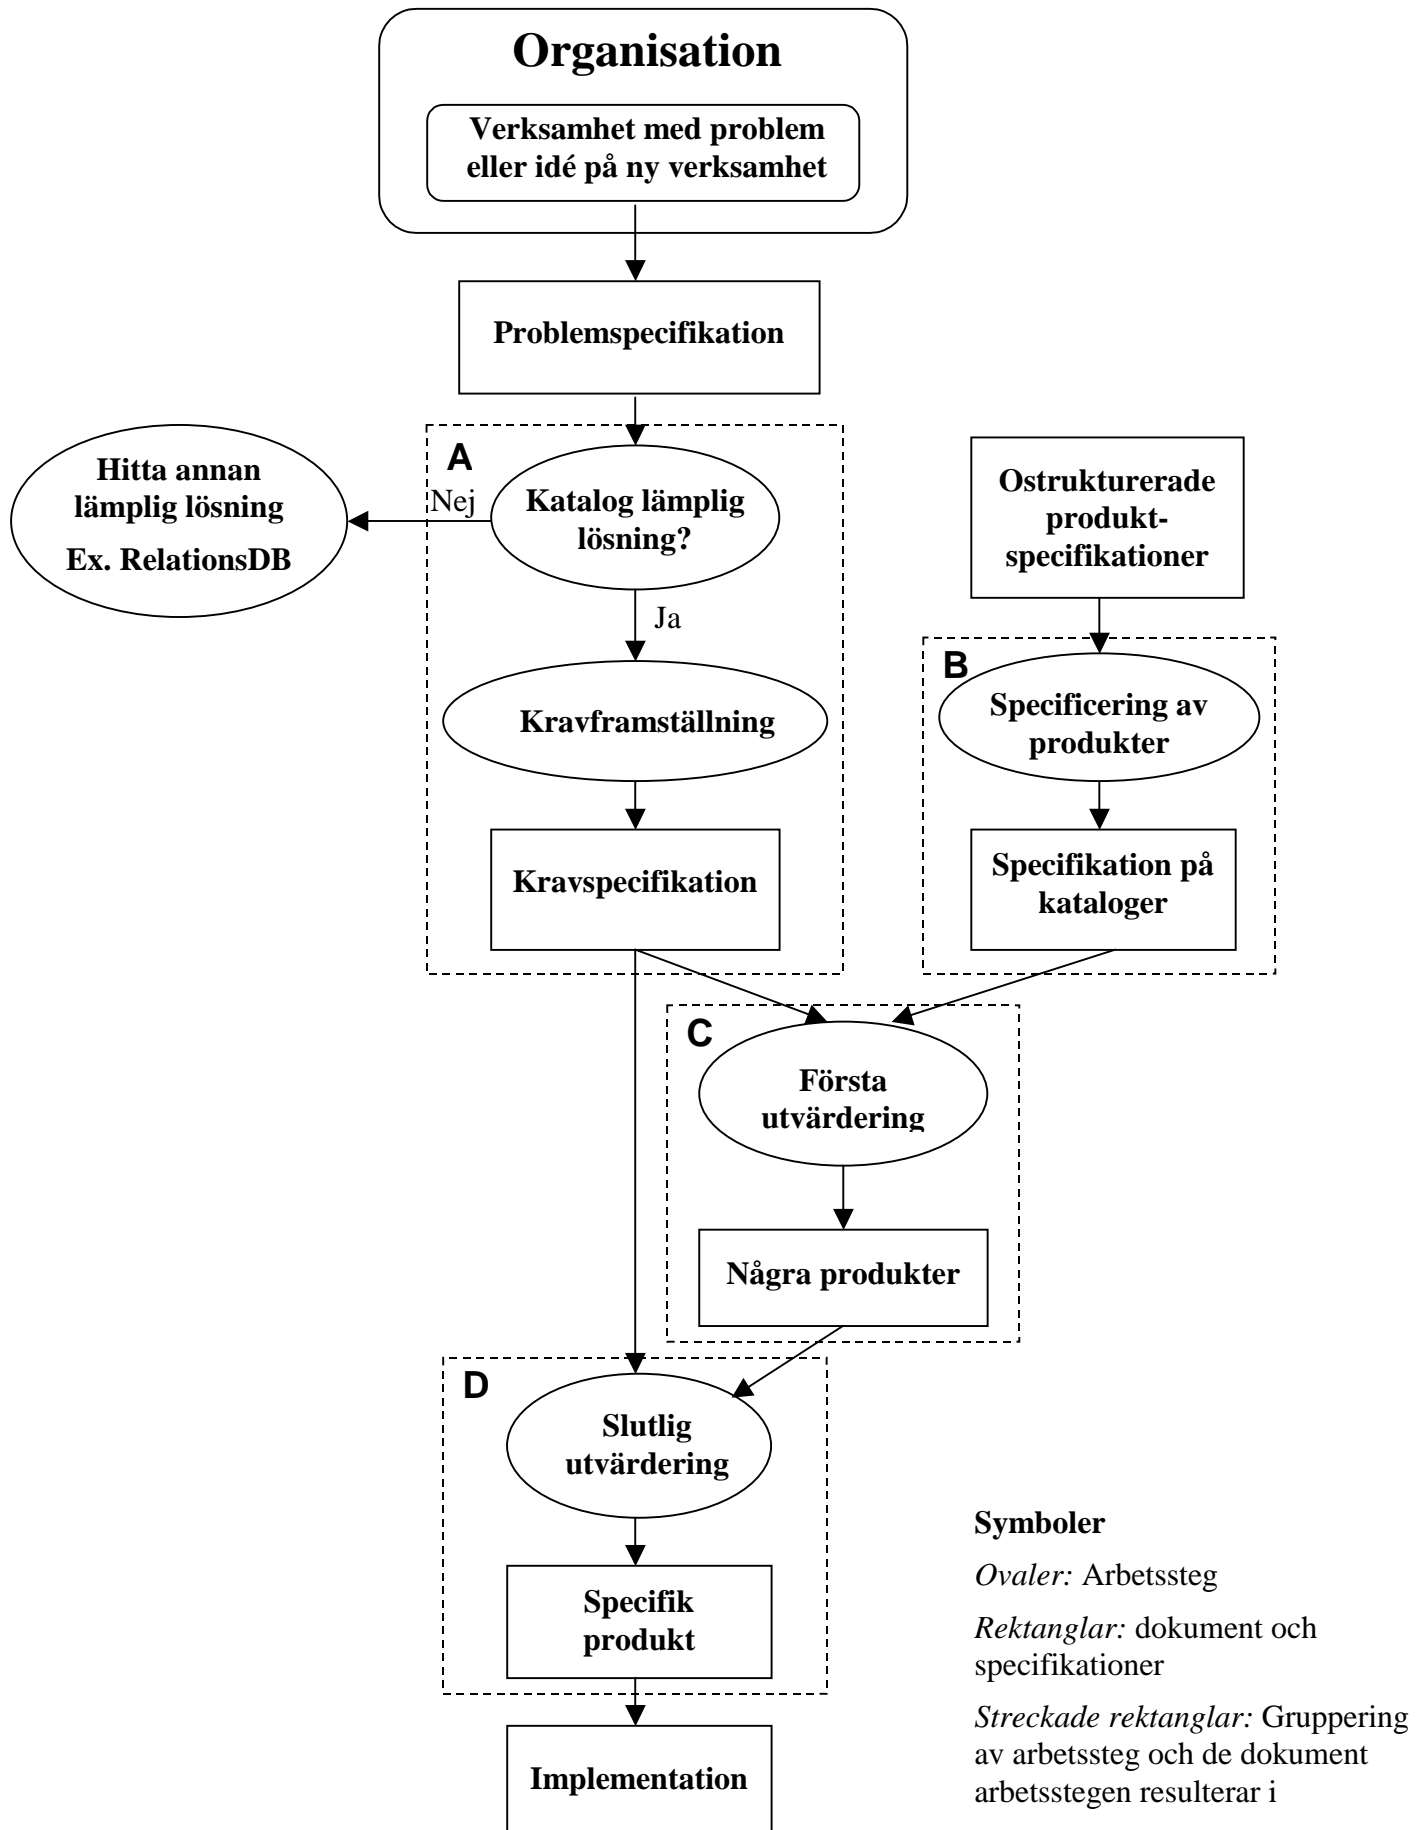 Organisation
Verksamhet med problem
eller idé på ny verksamhet
Problemspecifikation
A
Katalog lämplig
lösning?
Nej
Hitta annan
lämplig lösning
Ex. RelationsDB
Ja
Kravframställning
Kravspecifikation
Ostrukturerade
produkt-
specifikationer
B
Specificering av
produkter
Specifikation på
kataloger
C
Första
utvärdering
Några produkter
D
Slutlig
utvärdering
Specifik
produkt
Implementation
Symboler
Ovaler: Arbetssteg
Rektanglar: dokument och
specifikationer
Streckade rektanglar: Gruppering
av arbetssteg och de dokument
arbetsstegen resulterar i